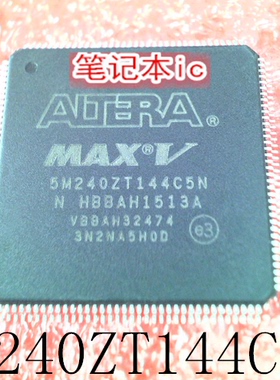 笔记本ic
ALTERA®
MAX®V
5M240ZT144C5N
N HBBAH1513A
VBBAH32474
3N2NA5H0D
e3
240ZT144C